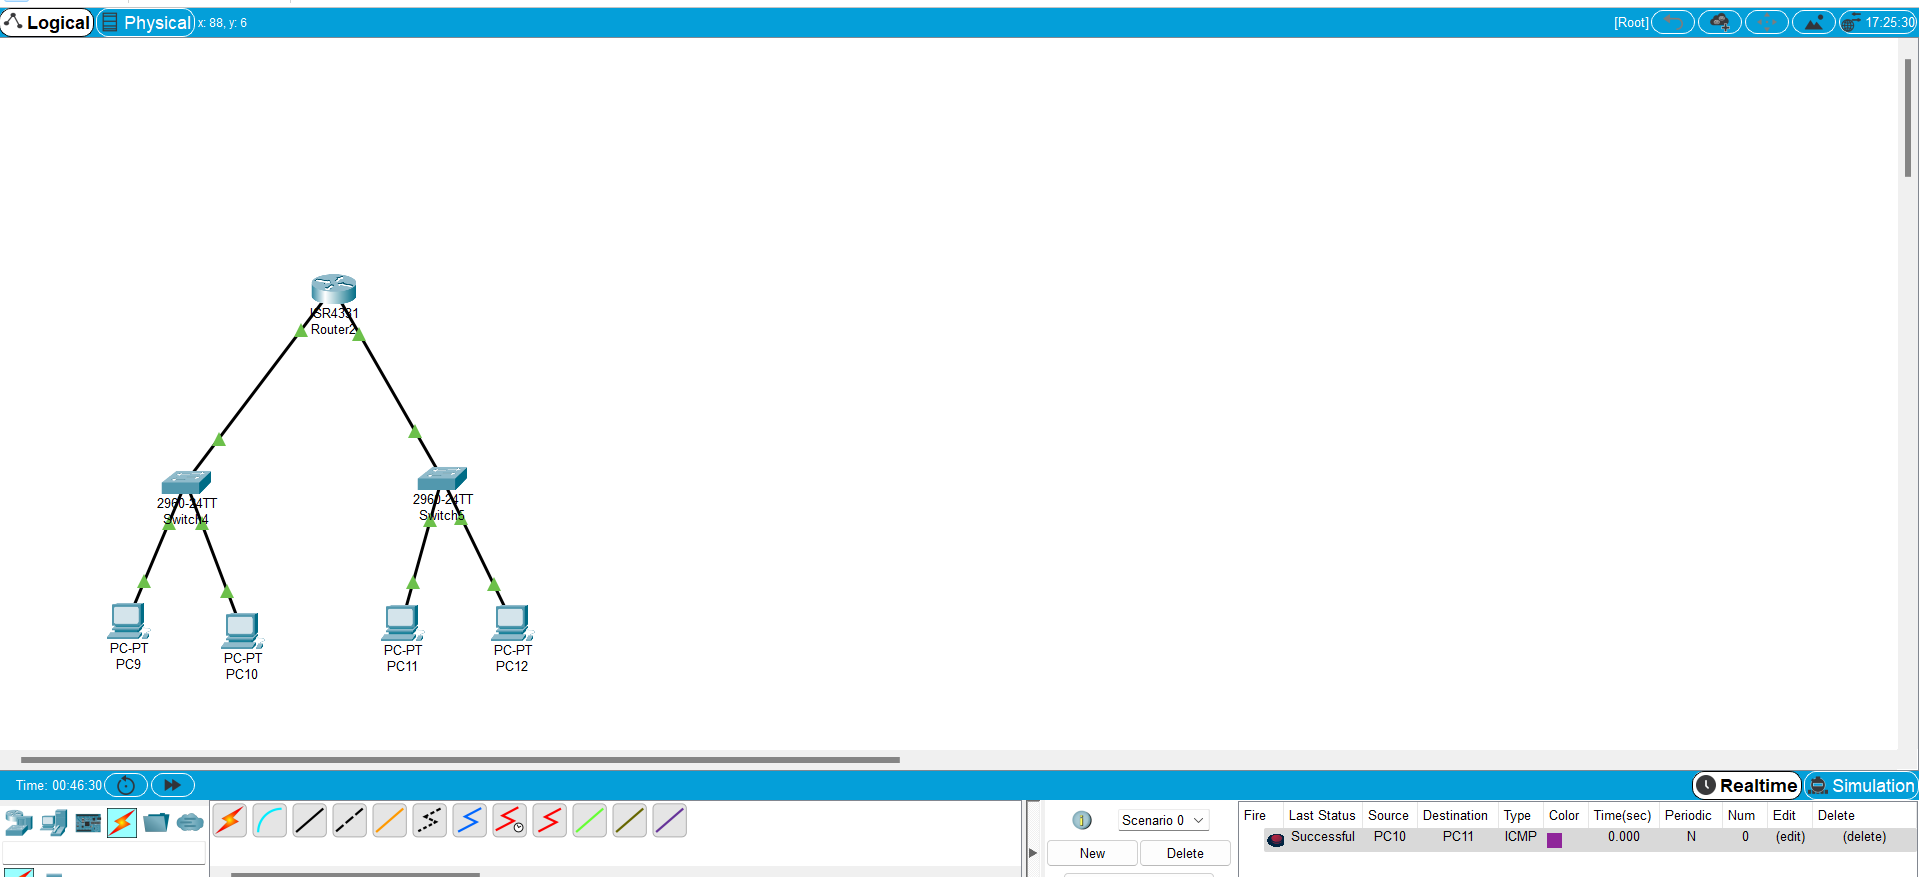 Logical Physical x: 88, y: 6 [Root] 17:25:30
ISR4331
Router2
2960-24TT
Switch4
2960-24TT
Switch5
PC-PT
PC9
PC-PT
PC10
PC-PT
PC11
PC-PT
PC12
Time: 00:46:30 Realtime Simulation
Scenario 0
New Delete
Fire Last Status Source Destination Type Color Time(sec) Periodic Num Edit Delete
Successful PC10 PC11 ICMP 0.000 N 0 (edit) (delete)